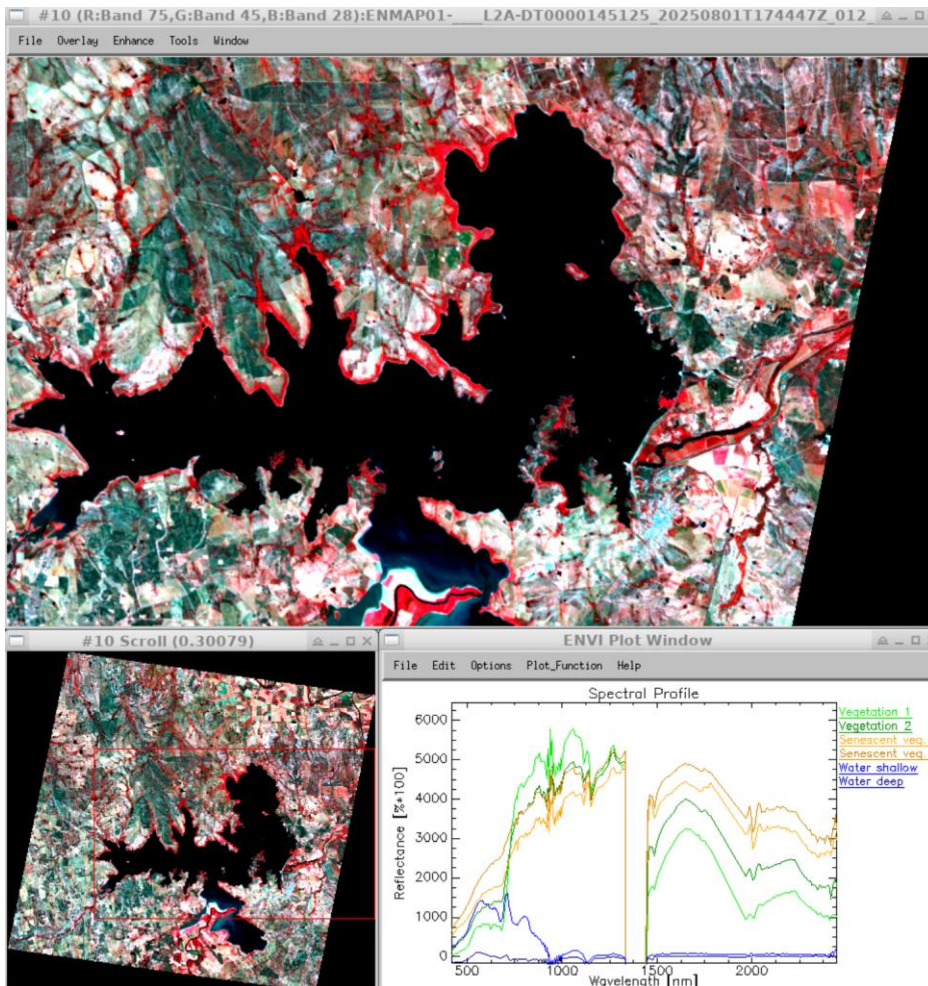 #10 (R:Band 75,G:Band 45,B:Band 28):ENMAP01-____L2A-DT0000145125_20250801T174447Z_012_
File Overlay Enhance Tools Window
#10 Scroll (0.30079)
ENVI Plot Window
File Edit Options Plot_Function Help
Spectral Profile
Reflectance [%*100]
6000
5000
4000
3000
2000
1000
0
500 1000 1500 2000
Wavelength [nm]
Vegetation 1
Vegetation 2
Senescent veg.
Senescent veg.
Water shallow
Water deep